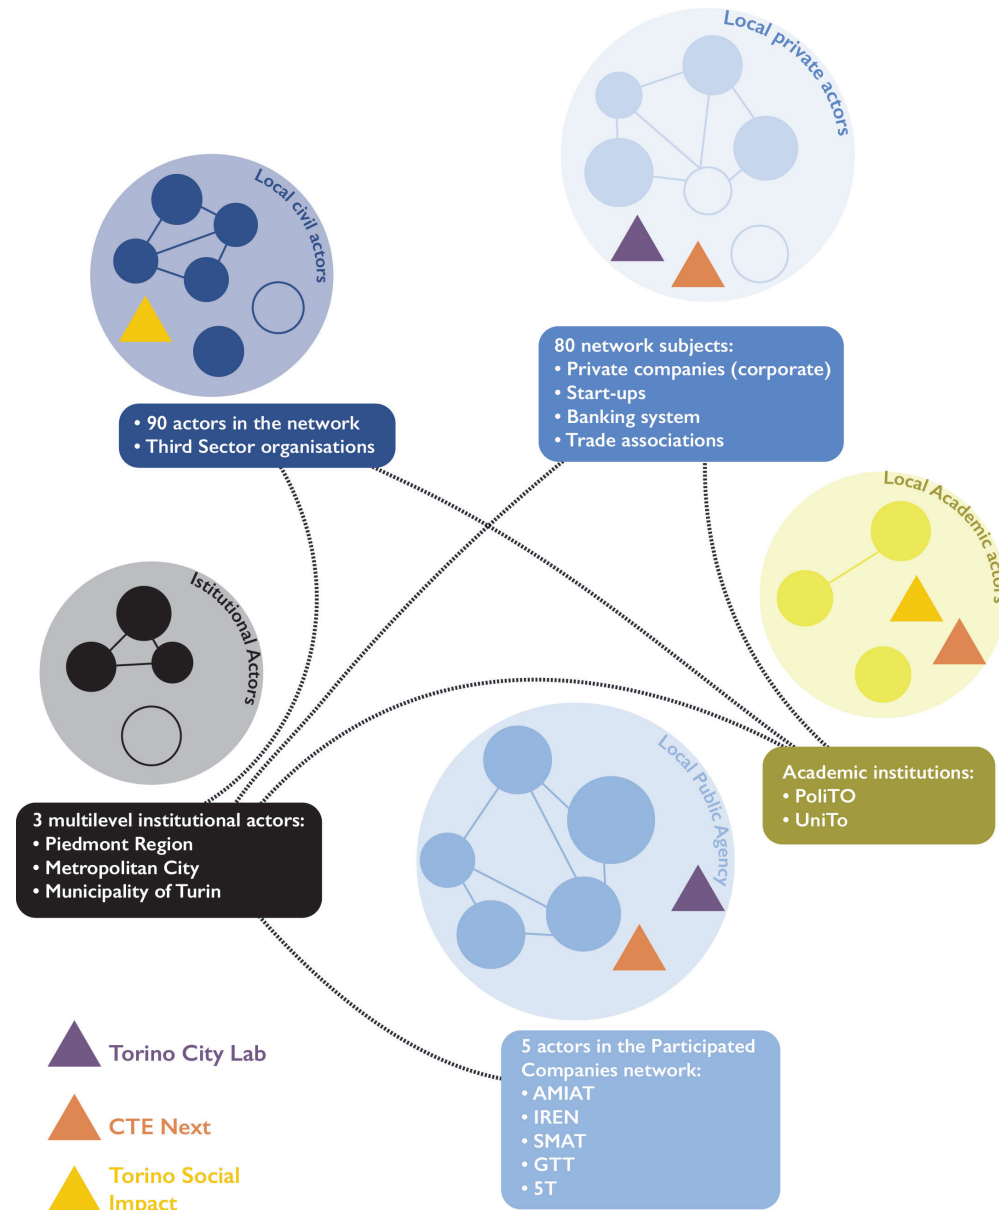 Local private actors
Local civil actors
80 network subjects:
• Private companies (corporate)
• Start-ups
• Banking system
• Trade associations
• 90 actors in the network
• Third Sector organisations
Local Academic actors
Istitutional Actors
Local Public Agency
Academic institutions:
• PoliTO
• UniTo
3 multilevel institutional actors:
• Piedmont Region
• Metropolitan City
• Municipality of Turin
5 actors in the Participated
Companies network:
• AMIAT
• IREN
• SMAT
• GTT
• 5T
Torino City Lab
CTE Next
Torino Social
Impact